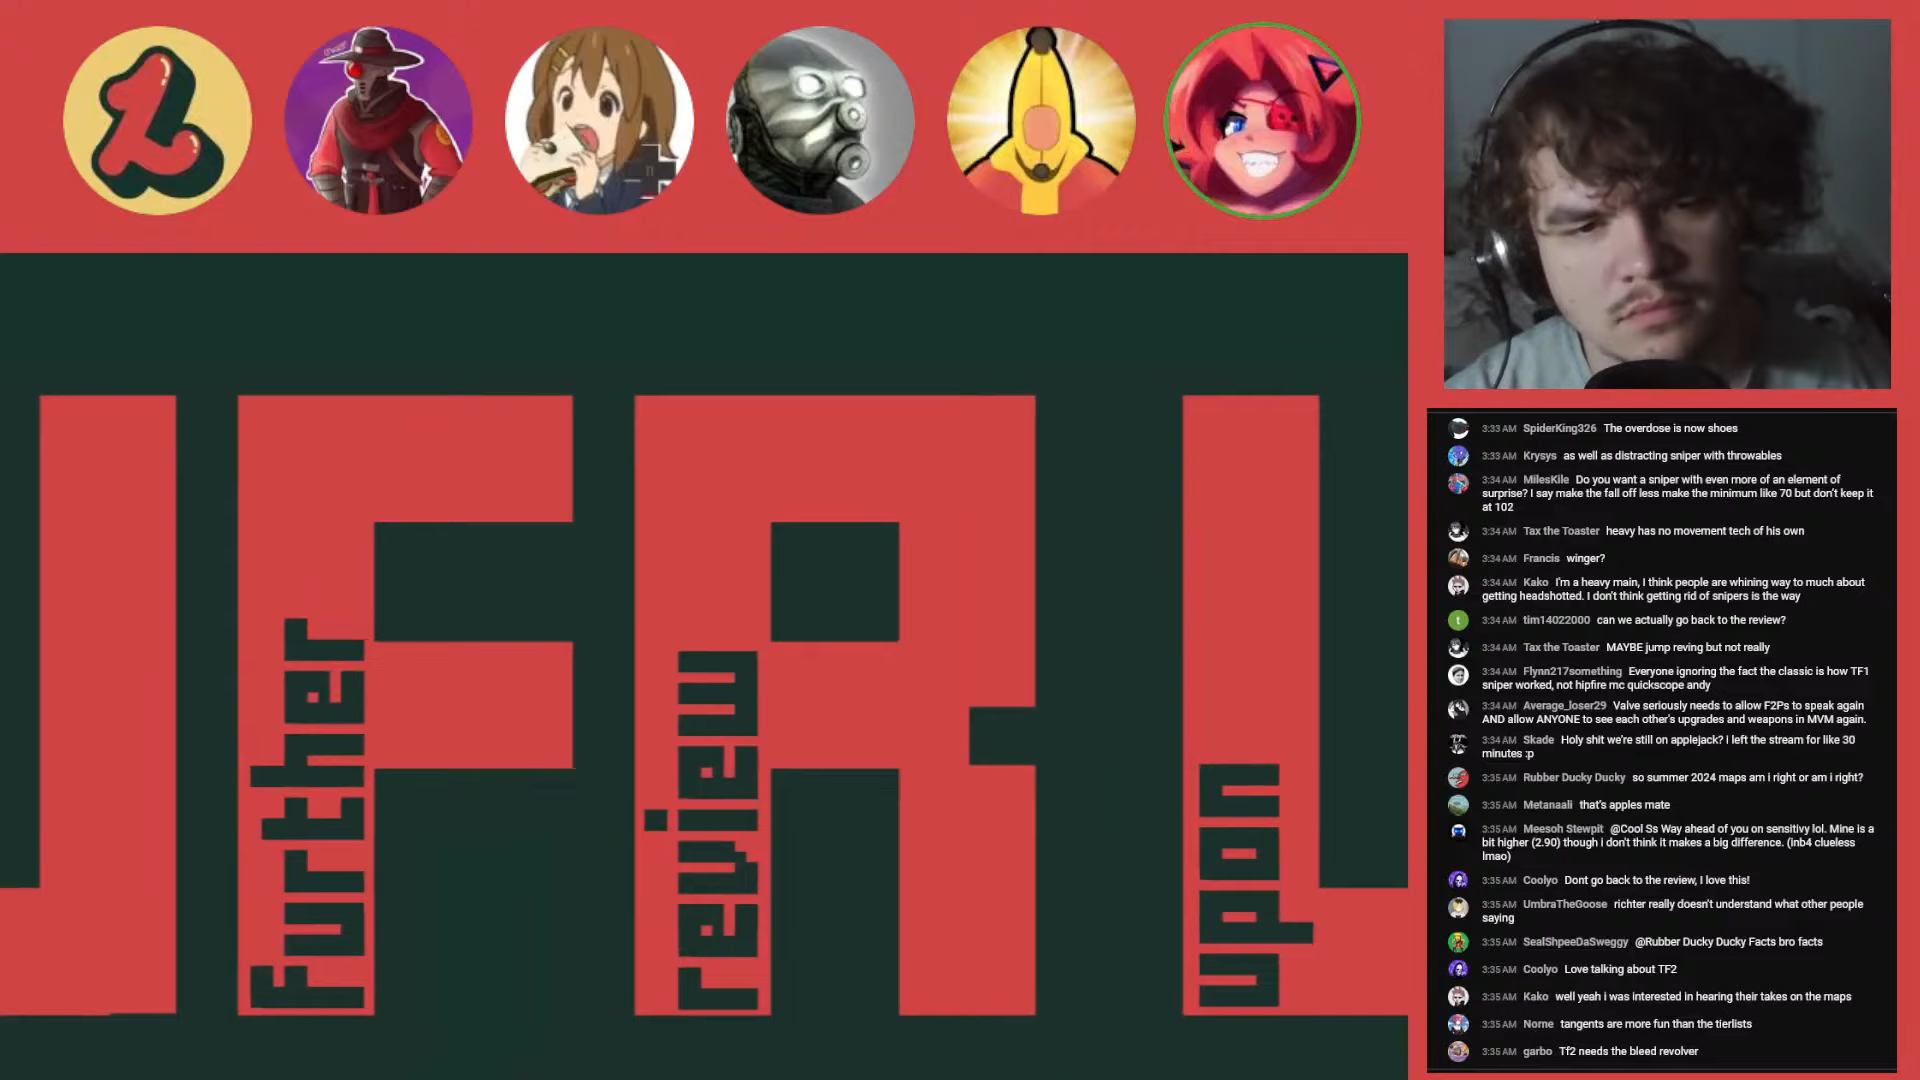 UFRU
further
review
upon
3:33 AM SpiderKing326 The overdose is now shoes
3:33 AM Krysys as well as distracting sniper with throwables
3:34 AM MilesKile Do you want a sniper with even more of an element of
surprise? I say make the fall off less make the minimum like 70 but don't keep it
at 102
3:34 AM Tax the Toaster heavy has no movement tech of his own
3:34 AM Francis winger?
3:34 AM Kako I'm a heavy main, I think people are whining way to much about
getting headshotted. I don't think getting rid of snipers is the way
t 3:34 AM tim14022000 can we actually go back to the review?
3:34 AM Tax the Toaster MAYBE jump reving but not really
3:34 AM Flynn217something Everyone ignoring the fact the classic is how TF1
sniper worked, not hipfire mc quickscope andy
3:34 AM Average_loser29 Valve seriously needs to allow F2Ps to speak again
AND allow ANYONE to see each other's upgrades and weapons in MVM again.
3:34 AM Skade Holy shit we're still on applejack? i left the stream for like 30
minutes :p
3:35 AM Rubber Ducky Ducky so summer 2024 maps am i right or am i right?
3:35 AM Metanaali that's apples mate
3:35 AM Meesoh Stewpit @Cool Ss Way ahead of you on sensitivy lol. Mine is a
bit higher (2.90) though i don't think it makes a big difference. (inb4 clueless
lmao)
3:35 AM Coolyo Dont go back to the review, I love this!
3:35 AM UmbraTheGoose richter really doesn't understand what other people
saying
3:35 AM SealShpeeDaSweggy @Rubber Ducky Ducky Facts bro facts
3:35 AM Coolyo Love talking about TF2
3:35 AM Kako well yeah i was interested in hearing their takes on the maps
3:35 AM Norne tangents are more fun than the tierlists
3:35 AM garbo Tf2 needs the bleed revolver